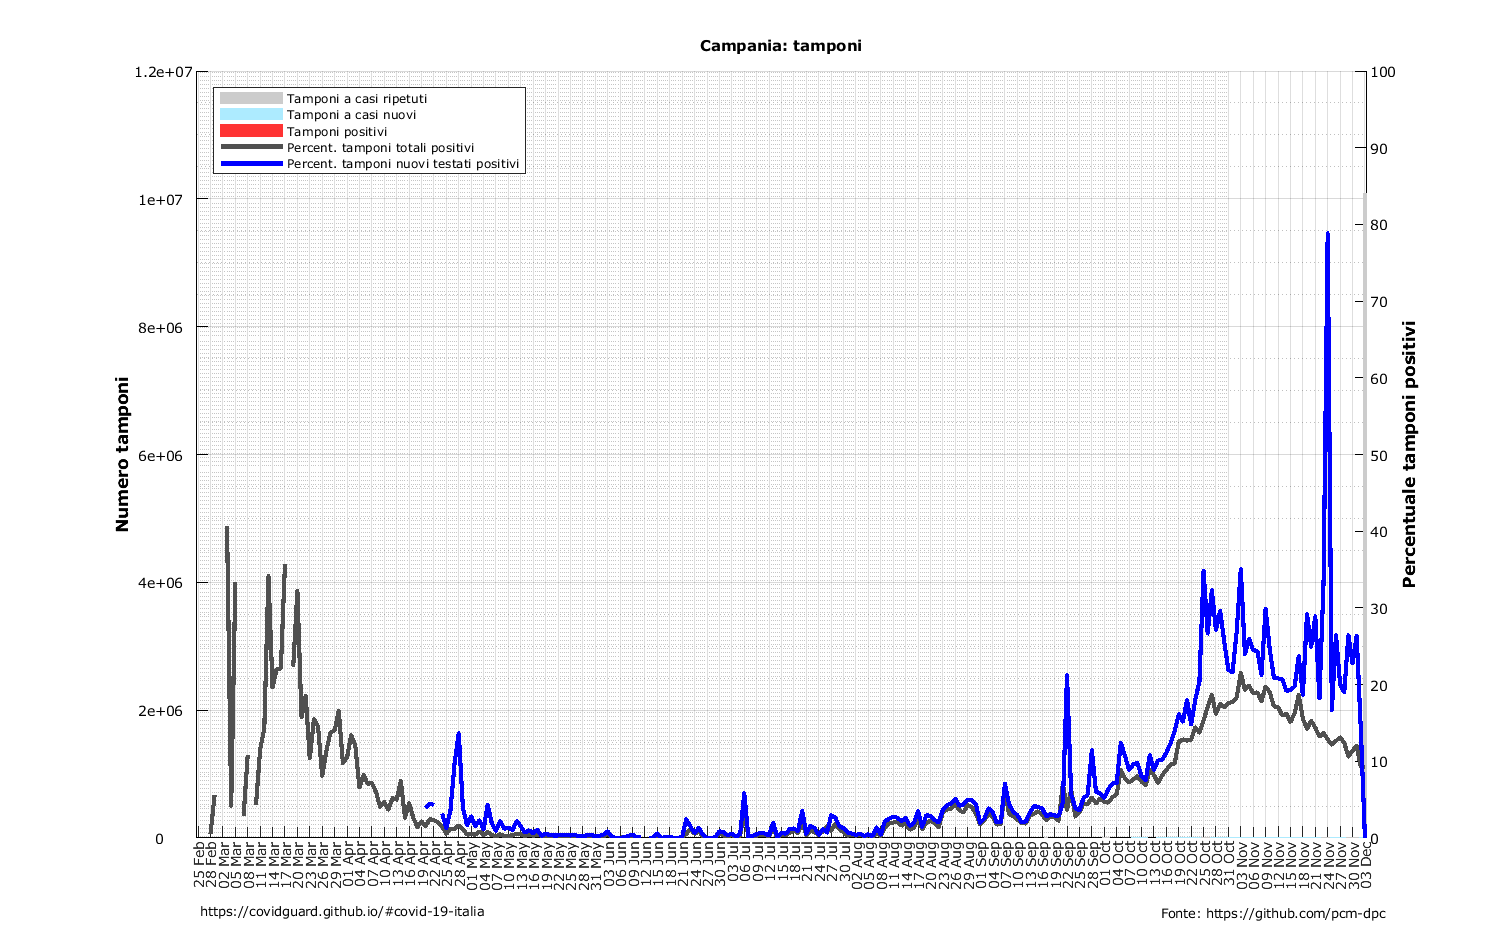 Campania: tamponi
1.2e+07
1e+07
8e+06
6e+06
4e+06
2e+06
0
Numero tamponi
Tamponi a casi ripetuti
Tamponi a casi nuovi
Tamponi positivi
Percent. tamponi totali positivi
Percent. tamponi nuovi testati positivi
100
90
80
70
60
50
40
30
20
10
0
Percentuale tamponi positivi
25 Feb
28 Feb
02 Mar
05 Mar
08 Mar
11 Mar
14 Mar
17 Mar
20 Mar
23 Mar
26 Mar
29 Mar
01 Apr
04 Apr
07 Apr
10 Apr
13 Apr
16 Apr
19 Apr
22 Apr
25 Apr
28 Apr
01 May
04 May
07 May
10 May
13 May
16 May
19 May
22 May
25 May
28 May
31 May
03 Jun
06 Jun
09 Jun
12 Jun
15 Jun
18 Jun
21 Jun
24 Jun
27 Jun
30 Jun
03 Jul
06 Jul
09 Jul
12 Jul
15 Jul
18 Jul
21 Jul
24 Jul
27 Jul
30 Jul
02 Aug
05 Aug
08 Aug
11 Aug
14 Aug
17 Aug
20 Aug
23 Aug
26 Aug
29 Aug
01 Sep
04 Sep
07 Sep
10 Sep
13 Sep
16 Sep
19 Sep
22 Sep
25 Sep
28 Sep
01 Oct
04 Oct
07 Oct
10 Oct
13 Oct
16 Oct
19 Oct
22 Oct
25 Oct
28 Oct
31 Oct
03 Nov
06 Nov
09 Nov
12 Nov
15 Nov
18 Nov
21 Nov
24 Nov
27 Nov
30 Nov
03 Dec
https://covidguard.github.io/#covid-19-italia
Fonte: https://github.com/pcm-dpc